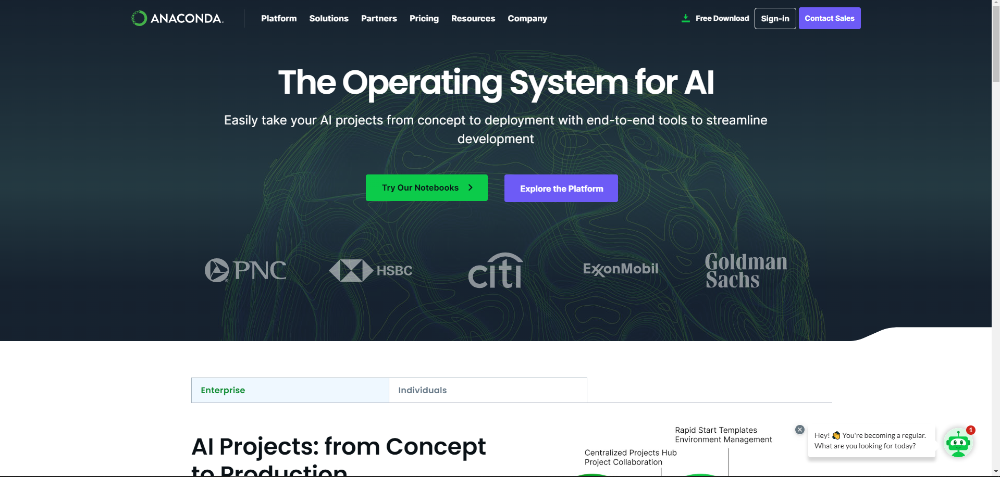 ANACONDA.
Platform
Solutions
Partners
Pricing
Resources
Company
Free Download
Sign-in
Contact Sales
The Operating System for AI
Easily take your AI projects from concept to deployment with end-to-end tools to streamline
development
Try Our Notebooks
Explore the Platform
PNC
HSBC
citi
ExxonMobil
Goldman
Sachs
Enterprise
Individuals
AI Projects: from Concept
to Production
Rapid Start Templates
Environment Management
Centralized Projects Hub
Project Collaboration
Hey! 👋 You're becoming a regular.
What are you looking for today?
1